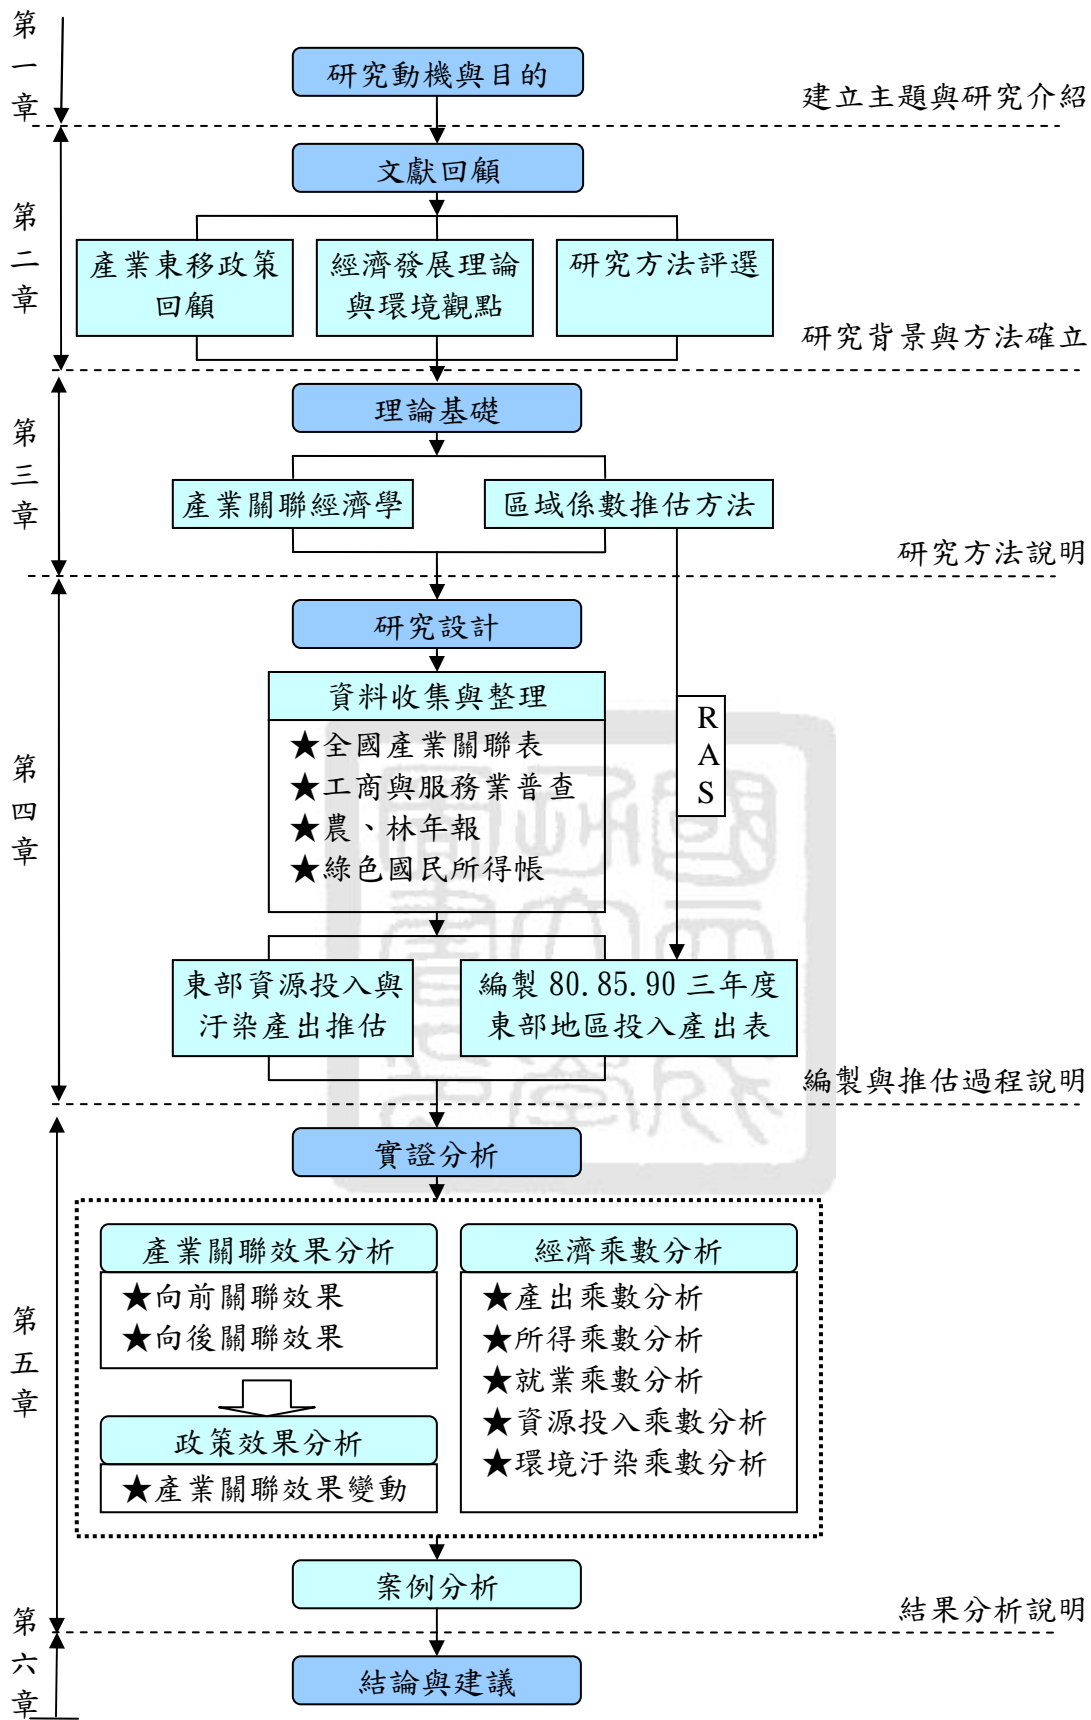 第一章
研究動機與目的
建立主題與研究介紹
第二章
文獻回顧
產業東移政策
回顧
經濟發展理論
與環境觀點
研究方法評選
研究背景與方法確立
第三章
理論基礎
產業關聯經濟學
區域係數推估方法
研究方法說明
第四章
研究設計
資料收集與整理
★全國產業關聯表
★工商與服務業普查
★農、林年報
★綠色國民所得帳
RAS
東部資源投入與
汙染產出推估
編製 80.85.90 三年度
東部地區投入產出表
編製與推估過程說明
第五章
實證分析
產業關聯效果分析
★向前關聯效果
★向後關聯效果
政策效果分析
★產業關聯效果變動
經濟乘數分析
★產出乘數分析
★所得乘數分析
★就業乘數分析
★資源投入乘數分析
★環境汙染乘數分析
案例分析
結果分析說明
第六章
結論與建議